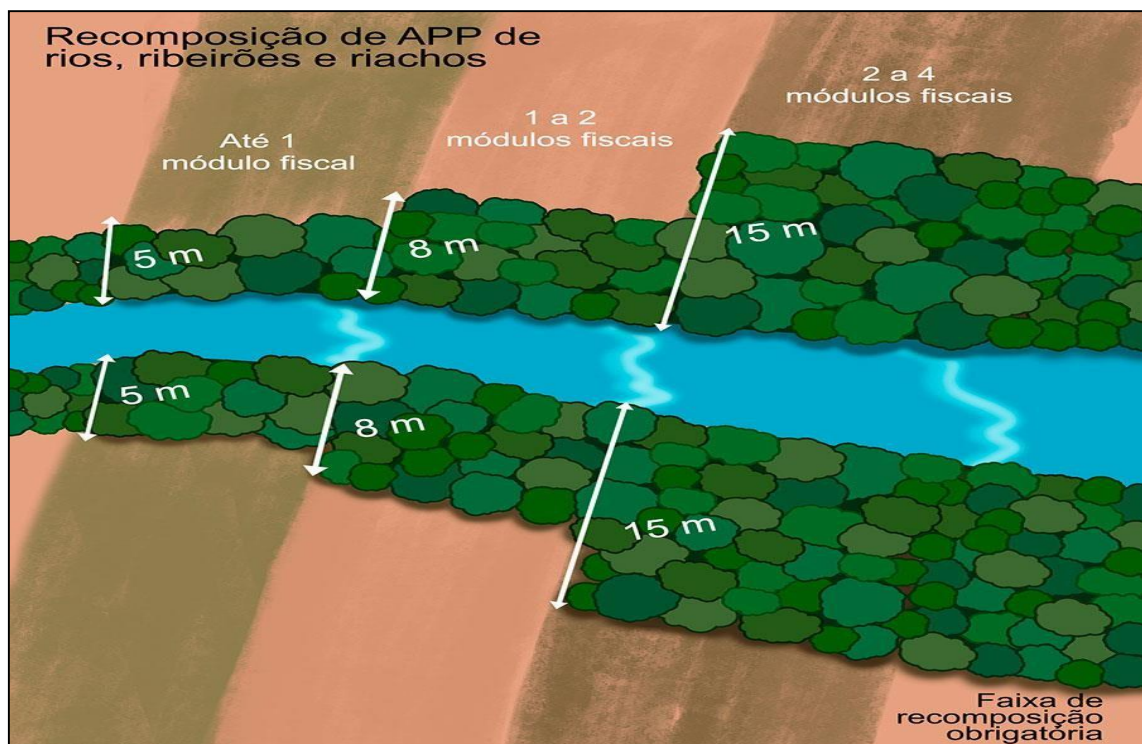 Recomposição de APP de
rios, ribeirões e riachos
2 a 4
módulos fiscais
1 a 2
módulos fiscais
Até 1
módulo fiscal
5 m
8 m
15 m
5 m
8 m
15 m
Faixa de
recomposição
obrigatória